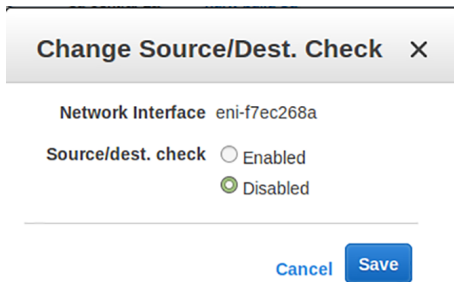 Change Source/Dest. Check ×
Network Interface eni-f7ec268a
Source/dest. check Enabled
Disabled
Cancel Save